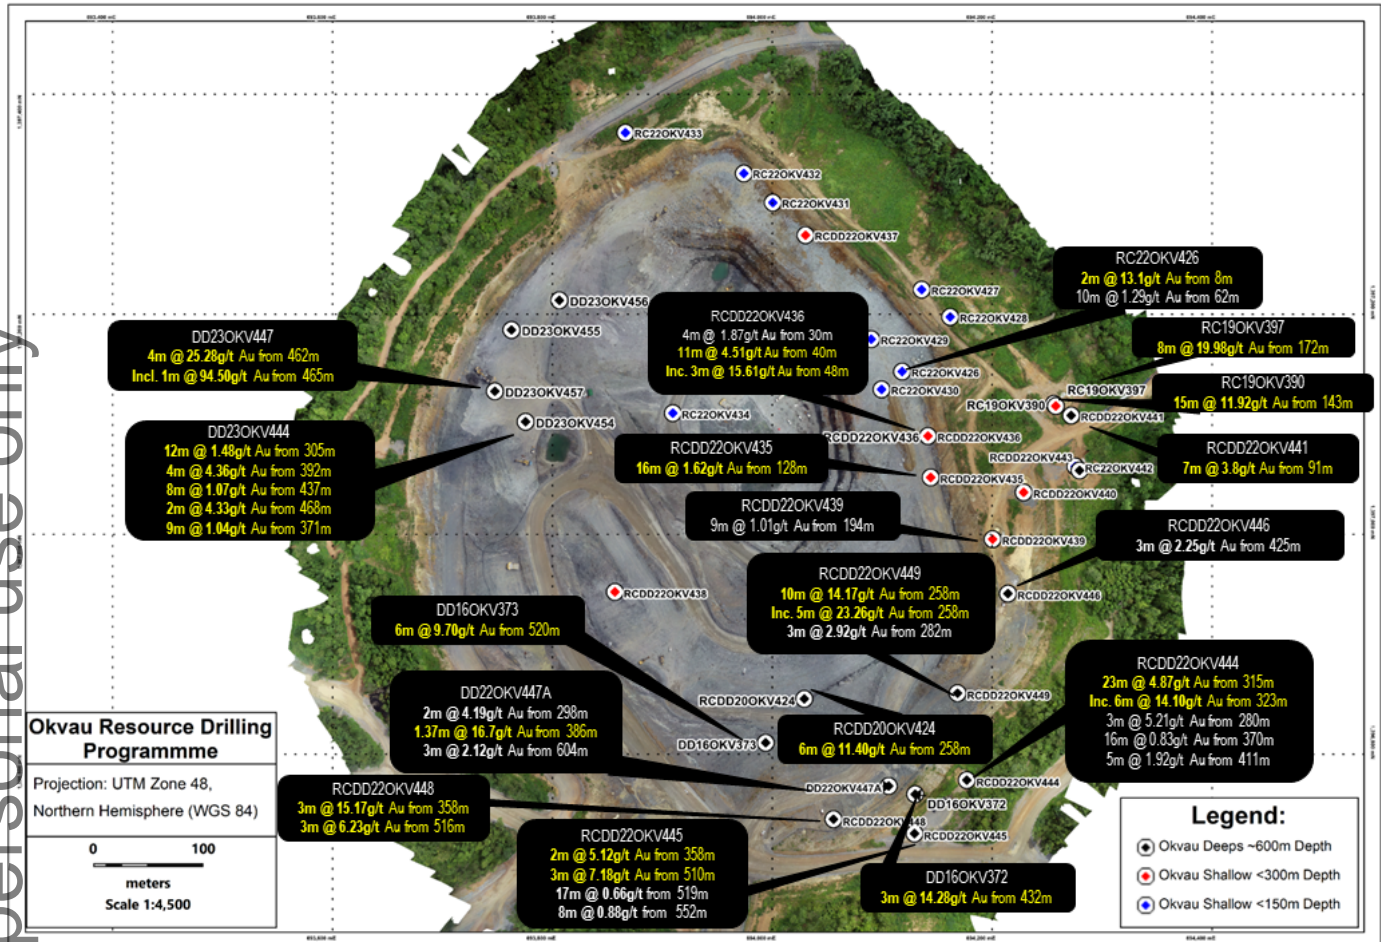 personal use only
RC22OKV433
RC22OKV432
RC22OKV431
RCDD22OKV437
RC22OKV427
RC22OKV428
RC22OKV429
RC22OKV426
RC22OKV430
DD23OKV456
DD23OKV455
DD23OKV457
DD23OKV454
RC22OKV434
RC22OKV426
2m @ 13.1g/t Au from 8m
10m @ 1.29g/t Au from 62m
RCDD22OKV436
4m @ 1.87g/t Au from 30m
11m @ 4.51g/t Au from 40m
Inc. 3m @ 15.61g/t Au from 48m
DD23OKV447
4m @ 25.28g/t Au from 462m
Incl. 1m @ 94.50g/t Au from 465m
RC19OKV397
8m @ 19.98g/t Au from 172m
RC19OKV397
RC19OKV390
RC19OKV390
15m @ 11.92g/t Au from 143m
RCDD22OKV441
DD23OKV444
12m @ 1.48g/t Au from 305m
4m @ 4.36g/t Au from 392m
8m @ 1.07g/t Au from 437m
2m @ 4.33g/t Au from 468m
9m @ 1.04g/t Au from 371m
RCDD22OKV436
RCDD22OKV436
RCDD22OKV435
16m @ 1.62g/t Au from 128m
RCDD22OKV441
7m @ 3.8g/t Au from 91m
RCDD22OKV443
RC22OKV442
RCDD22OKV435
RCDD22OKV440
RCDD22OKV439
9m @ 1.01g/t Au from 194m
RCDD22OKV439
RCDD22OKV446
3m @ 2.25g/t Au from 425m
RCDD22OKV449
10m @ 14.17g/t Au from 258m
Inc. 5m @ 23.26g/t Au from 258m
3m @ 2.92g/t Au from 282m
RCDD22OKV438
RCDD22OKV446
DD16OKV373
6m @ 9.70g/t Au from 520m
RCDD22OKV444
23m @ 4.87g/t Au from 315m
Inc. 6m @ 14.10g/t Au from 323m
3m @ 5.21g/t Au from 280m
16m @ 0.83g/t Au from 370m
5m @ 1.92g/t Au from 411m
DD22OKV447A
2m @ 4.19g/t Au from 298m
1.37m @ 16.7g/t Au from 386m
3m @ 2.12g/t Au from 604m
RCDD20OKV424
RCDD22OKV449
RCDD20OKV424
6m @ 11.40g/t Au from 258m
DD16OKV373
RCDD22OKV448
3m @ 15.17g/t Au from 358m
3m @ 6.23g/t Au from 516m
DD22OKV447A
RCDD22OKV444
DD16OKV372
RCDD22OKV448
RCDD22OKV445
RCDD22OKV445
2m @ 5.12g/t Au from 358m
3m @ 7.18g/t Au from 510m
17m @ 0.66g/t from 519m
8m @ 0.88g/t from 552m
DD16OKV372
3m @ 14.28g/t Au from 432m
Okvau Resource Drilling
Programmme
Projection: UTM Zone 48,
Northern Hemisphere (WGS 84)
0 100
meters
Scale 1:4,500
Legend:
Okvau Deeps ~600m Depth
Okvau Shallow <300m Depth
Okvau Shallow <150m Depth